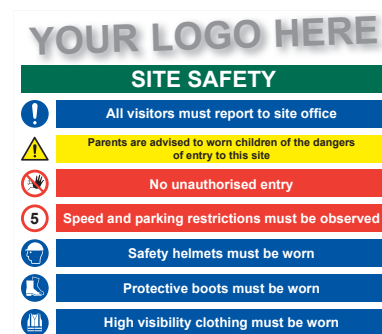 YOUR LOGO HERE
SITE SAFETY
All visitors must report to site office
Parents are advised to worn children of the dangers
of entry to this site
No unauthorised entry
5 Speed and parking restrictions must be observed
Safety helmets must be worn
Protective boots must be worn
High visibility clothing must be worn